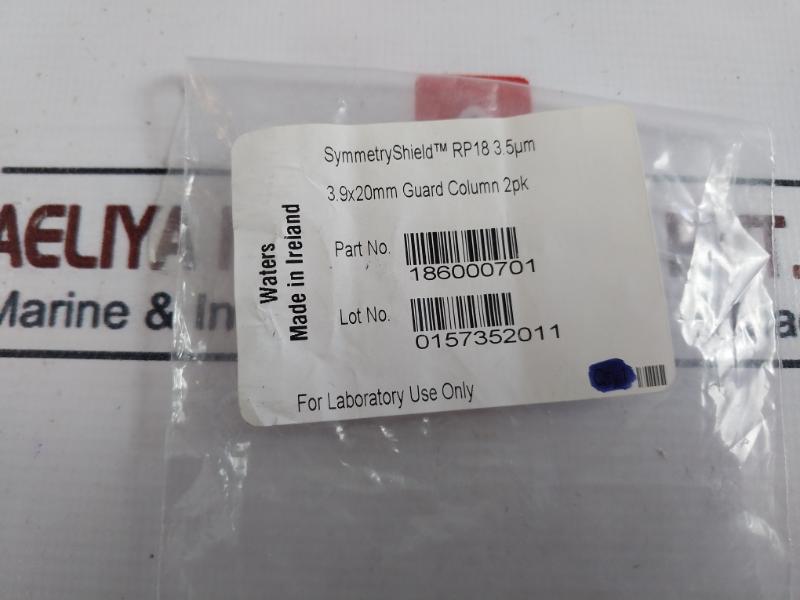 SymmetryShield™ RP18 3.5µm
3.9x20mm Guard Column 2pk
Waters
Made in Ireland
Part No.
186000701
Lot No.
0157352011
For Laboratory Use Only
AELIYA
Marine &